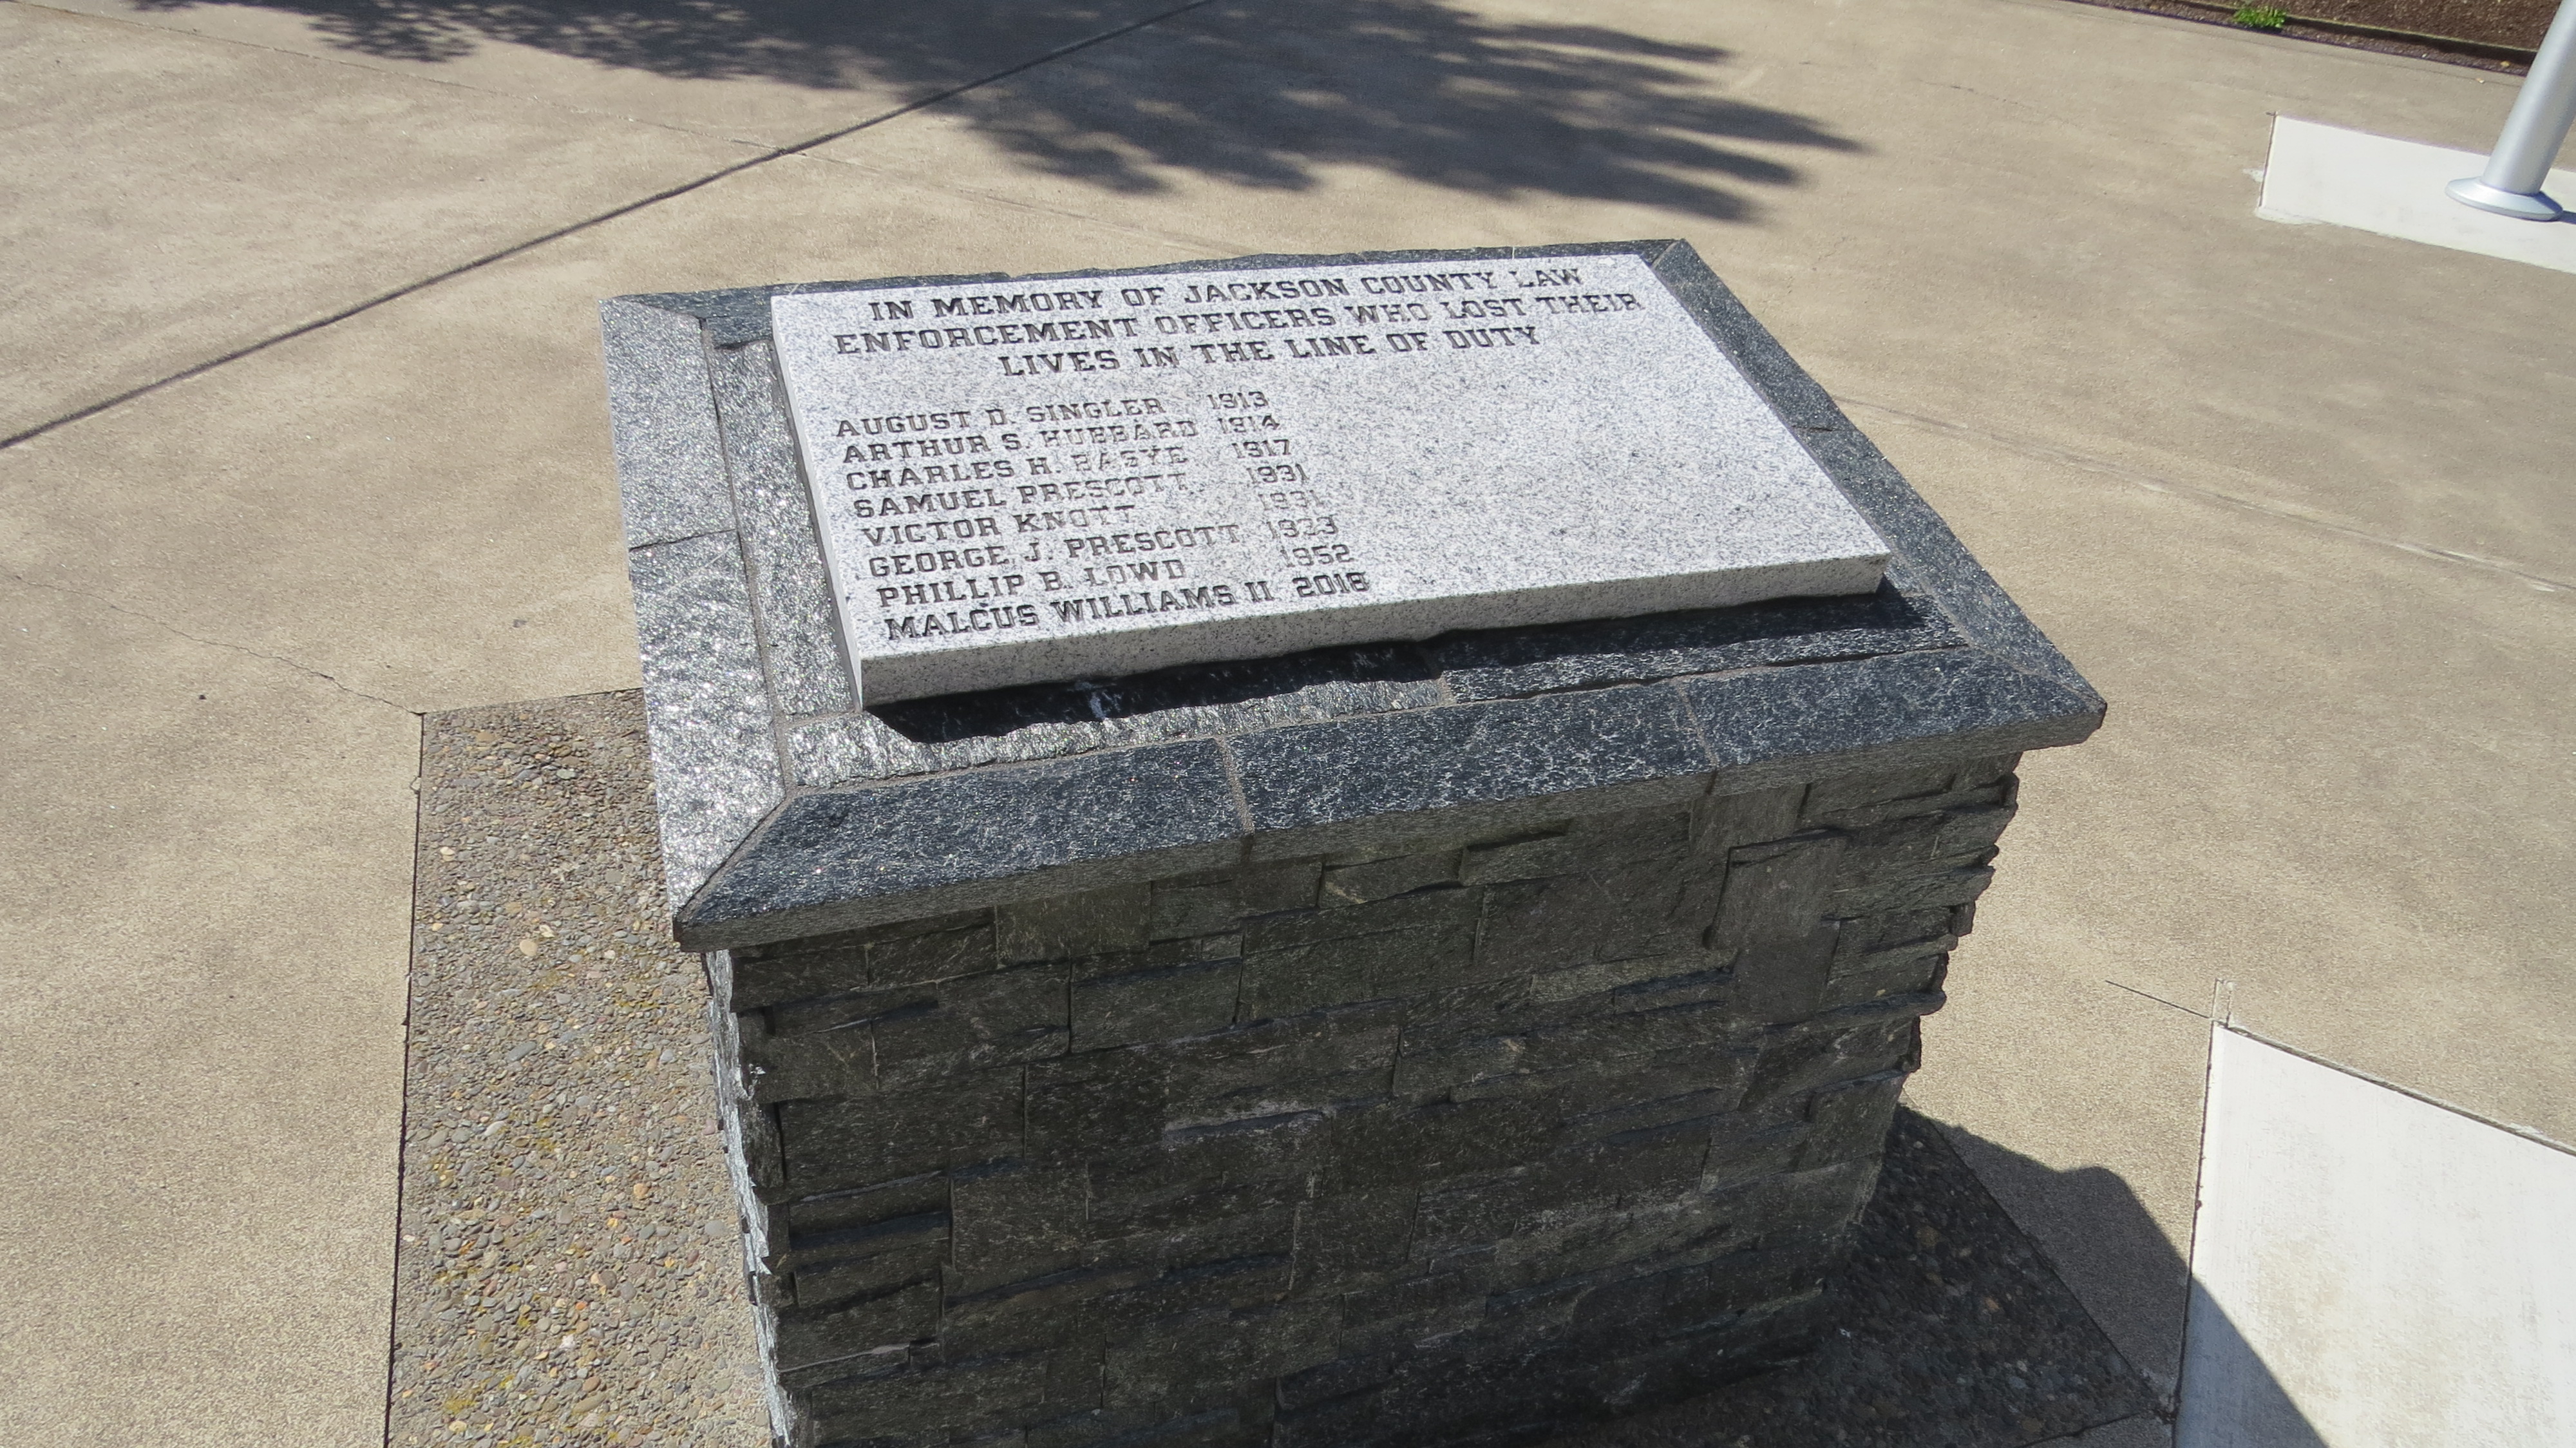 IN MEMORY OF JACKSON COUNTY LAW
ENFORCEMENT OFFICERS WHO LOST THEIR
LIVES IN THE LINE OF DUTY
AUGUST D. SINGLER 1913
ARTHUR S. HUBBARD 1914
CHARLES H. BASYE 1917
SAMUEL PRESCOTT 1931
VICTOR KNOTT 1931
GEORGE J. PRESCOTT 1933
PHILLIP B. LOWD 1952
MALCUS WILLIAMS II 2018